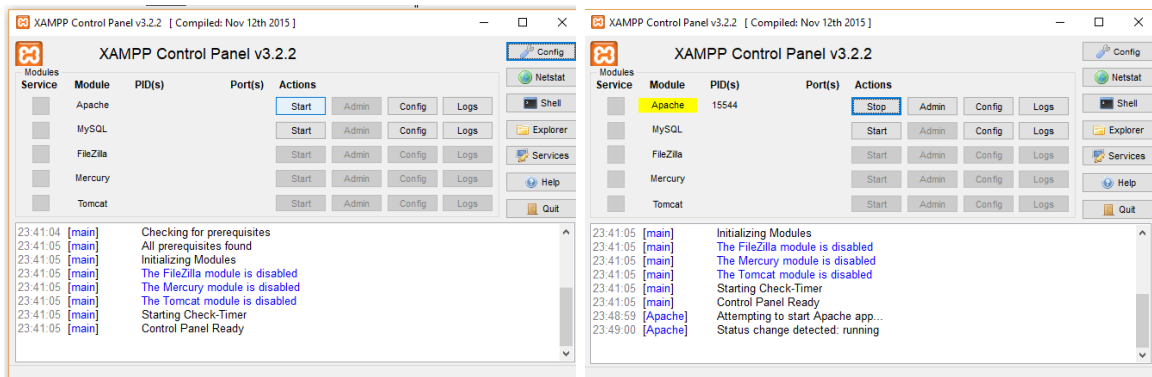 XAMPP Control Panel v3.2.2 [ Compiled: Nov 12th 2015 ]
XAMPP Control Panel v3.2.2
Config
Modules
Service Module PID(s) Port(s) Actions
Netstat
Apache Start Admin Config Logs
Shell
MySQL Start Admin Config Logs
Explorer
FileZilla Start Admin Config Logs
Services
Mercury Start Admin Config Logs
Help
Tomcat Start Admin Config Logs
Quit
23:41:04 [main] Checking for prerequisites
23:41:05 [main] All prerequisites found
23:41:05 [main] Initializing Modules
23:41:05 [main] The FileZilla module is disabled
23:41:05 [main] The Mercury module is disabled
23:41:05 [main] The Tomcat module is disabled
23:41:05 [main] Starting Check-Timer
23:41:05 [main] Control Panel Ready
XAMPP Control Panel v3.2.2 [ Compiled: Nov 12th 2015 ]
XAMPP Control Panel v3.2.2
Config
Modules
Service Module PID(s) Port(s) Actions
Netstat
Apache 15544 Stop Admin Config Logs
Shell
MySQL Start Admin Config Logs
Explorer
FileZilla Start Admin Config Logs
Services
Mercury Start Admin Config Logs
Help
Tomcat Start Admin Config Logs
Quit
23:41:05 [main] Initializing Modules
23:41:05 [main] The FileZilla module is disabled
23:41:05 [main] The Mercury module is disabled
23:41:05 [main] The Tomcat module is disabled
23:41:05 [main] Starting Check-Timer
23:41:05 [main] Control Panel Ready
23:48:59 [Apache] Attempting to start Apache app...
23:49:00 [Apache] Status change detected: running